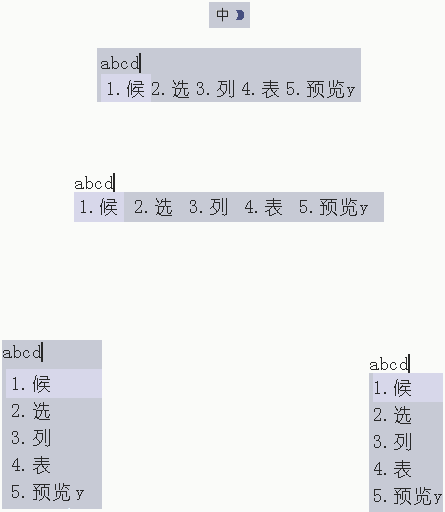 中
abcd
1.候 2.选 3.列 4.表 5.预览y
abcd
1.候 2.选 3.列 4.表 5.预览y
abcd
1.候
2.选
3.列
4.表
5.预览y
abcd
1.候
2.选
3.列
4.表
5.预览y